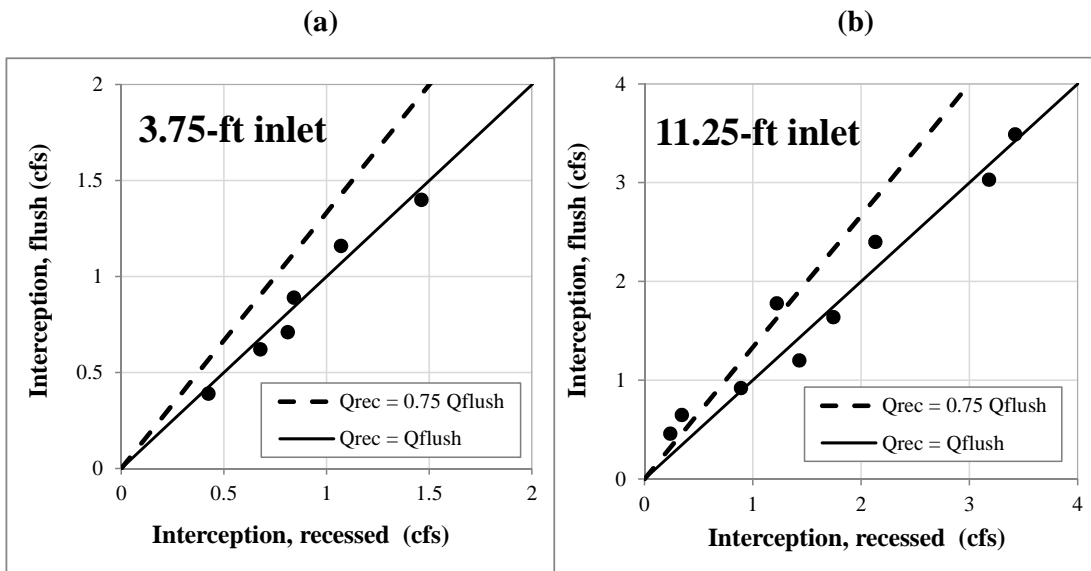 (a)
3.75-ft inlet
Interception, flush (cfs)
2
1.5
1
0.5
0
0
0.5
1
1.5
2
Qrec = 0.75 Qflush
Qrec = Qflush
Interception, recessed (cfs)
(b)
11.25-ft inlet
Interception, flush (cfs)
4
3
2
1
0
0
1
2
3
4
Qrec = 0.75 Qflush
Qrec = Qflush
Interception, recessed (cfs)